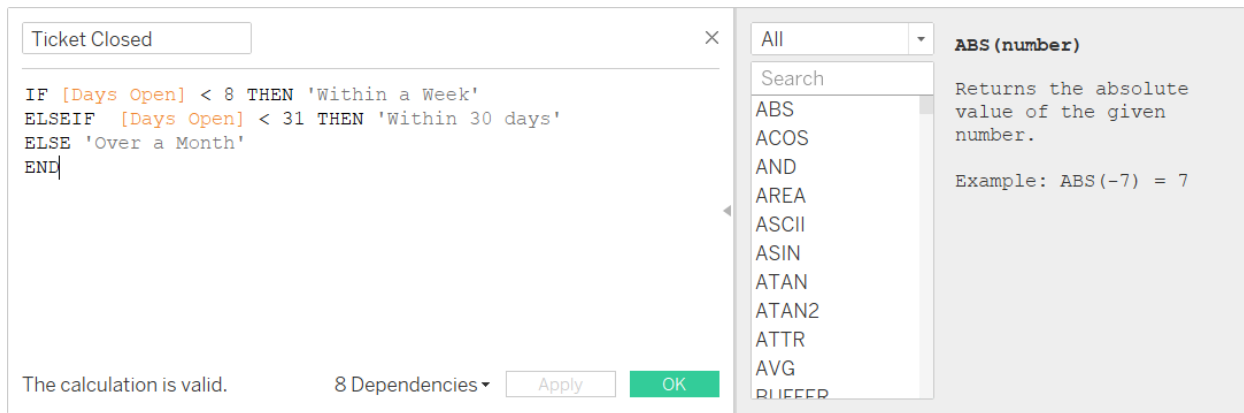 Ticket Closed
IF [Days Open] < 8 THEN 'Within a Week'
ELSEIF  [Days Open] < 31 THEN 'Within 30 days'
ELSE 'Over a Month'
END
The calculation is valid.
8 Dependencies
Apply
OK
All
Search
ABS
ACOS
AND
AREA
ASCII
ASIN
ATAN
ATAN2
ATTR
AVG
BUFFER
ABS(number)
Returns the absolute
value of the given
number.
Example: ABS(-7) = 7